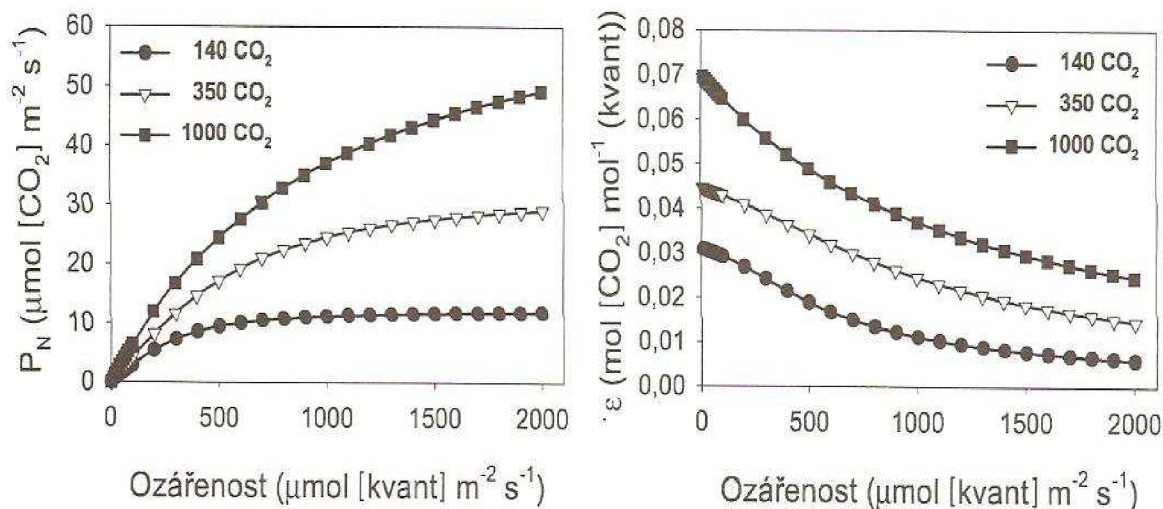 60
50
40
30
20
10
0
P_N (µmol [CO₂] m⁻² s⁻¹)
140 CO₂
350 CO₂
1000 CO₂
0 500 1000 1500 2000
Ozářenost (µmol [kvant] m⁻² s⁻¹)
0,08
0,07
0,06
0,05
0,04
0,03
0,02
0,01
0,00
ε (mol [CO₂] mol⁻¹ (kvant))
140 CO₂
350 CO₂
1000 CO₂
0 500 1000 1500 2000
Ozářenost (µmol [kvant] m⁻² s⁻¹)